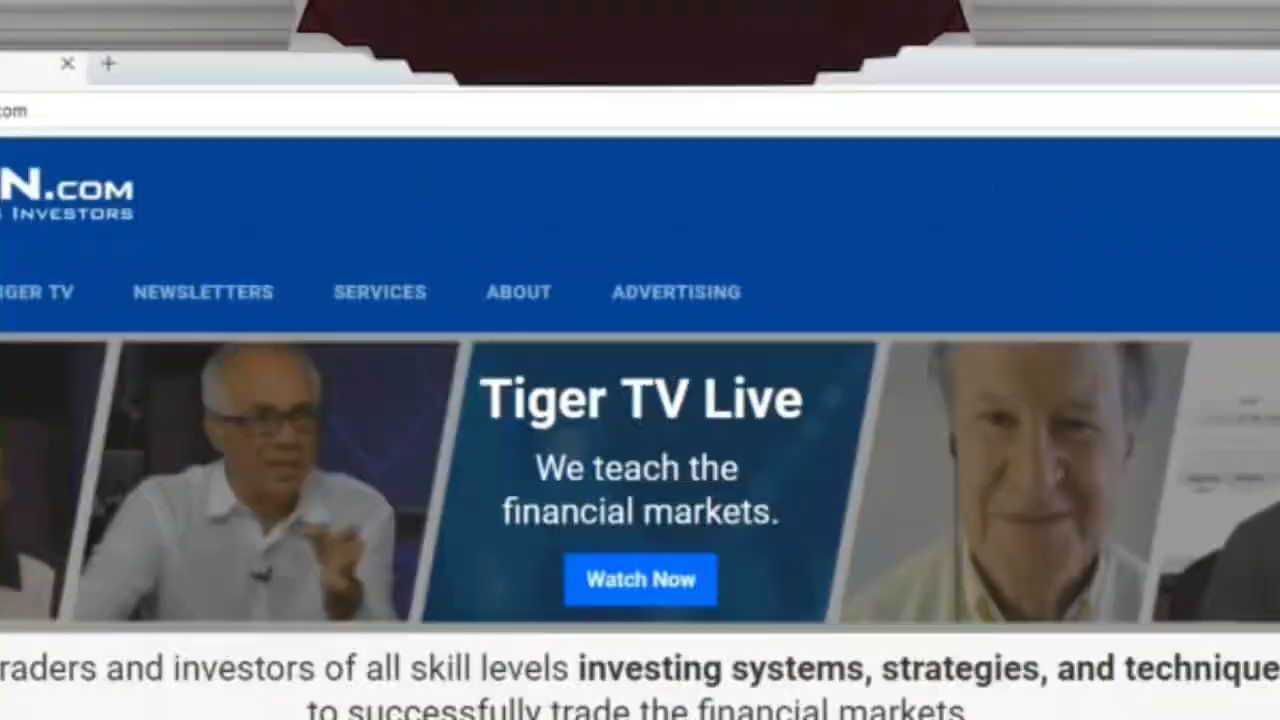 × +
com
N.COM
INVESTORS
IGER TV NEWSLETTERS SERVICES ABOUT ADVERTISING
Tiger TV Live
We teach the
financial markets.
Watch Now
raders and investors of all skill levels investing systems, strategies, and technique
to successfully trade the financial markets